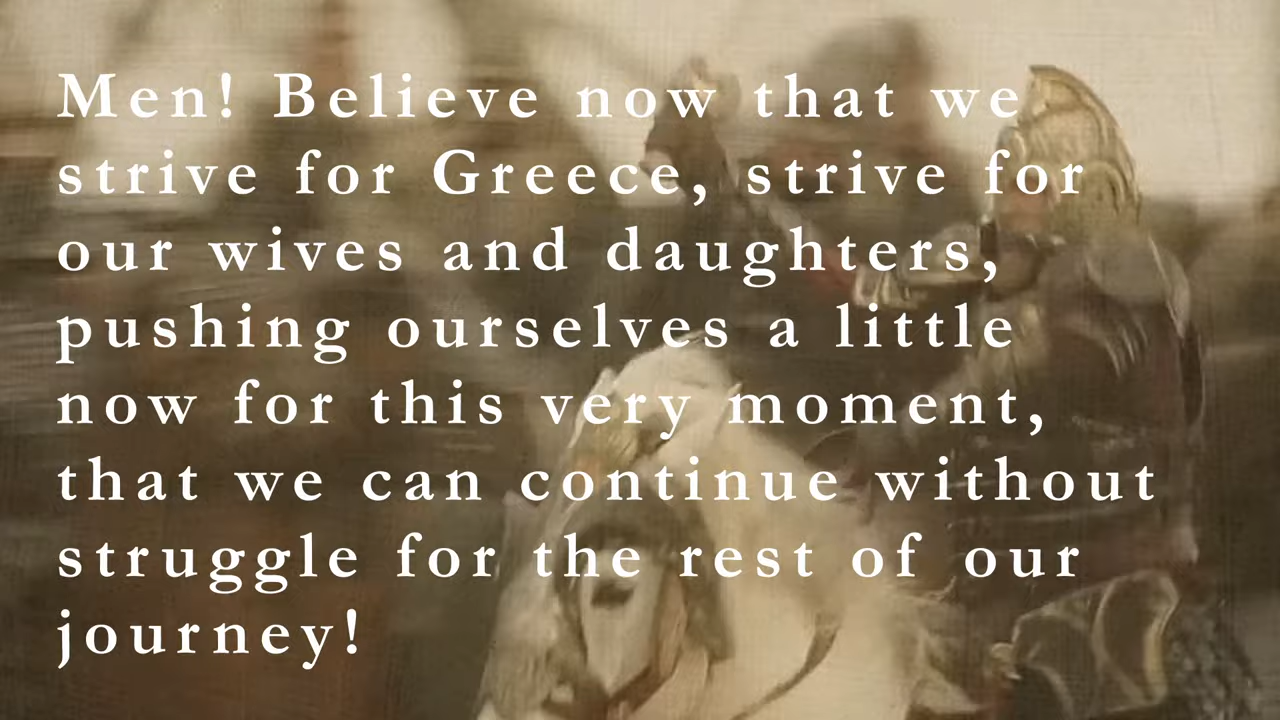 Men! Believe now that we
strive for Greece, strive for
our wives and daughters,
pushing ourselves a little
now for this very moment,
that we can continue without
struggle for the rest of our
journey!